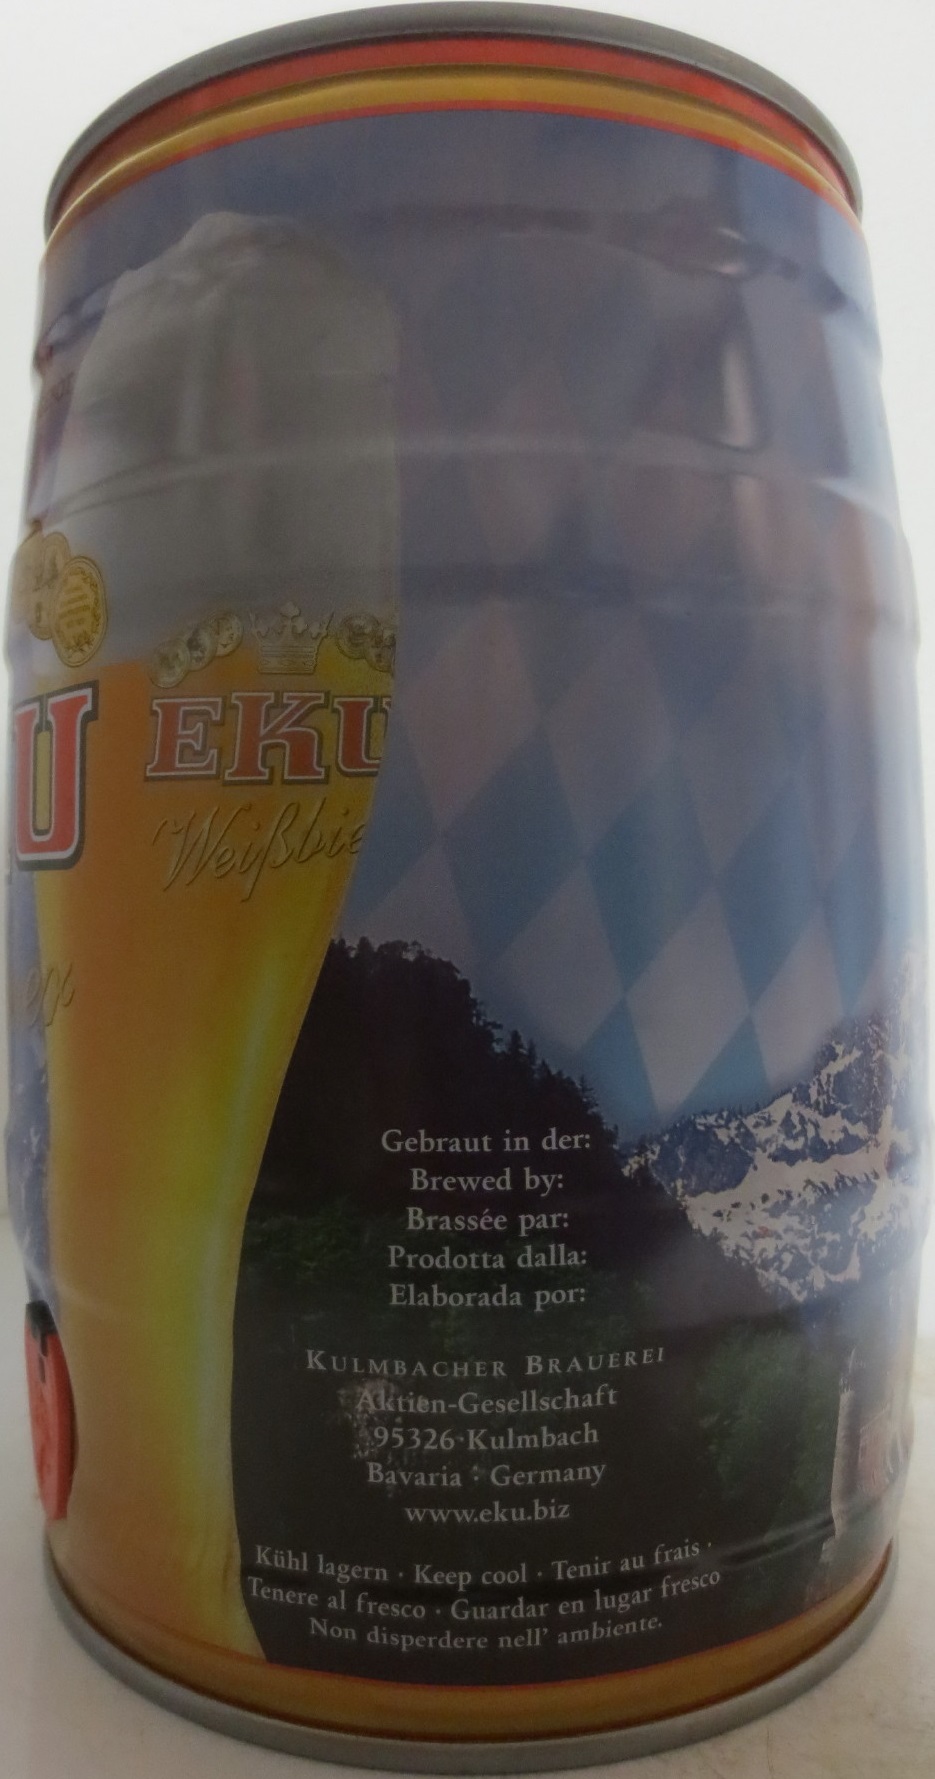 U
EKU
Weißbie
Gebraut in der:
Brewed by:
Brassée par:
Prodotta dalla:
Elaborada por:
KULMBACHER BRAUEREI
Aktien-Gesellschaft
95326·Kulmbach
Bavaria · Germany
www.eku.biz
Kühl lagern · Keep cool · Tenir au frais ·
Tenere al fresco · Guardar en lugar fresco
Non disperdere nell' ambiente.